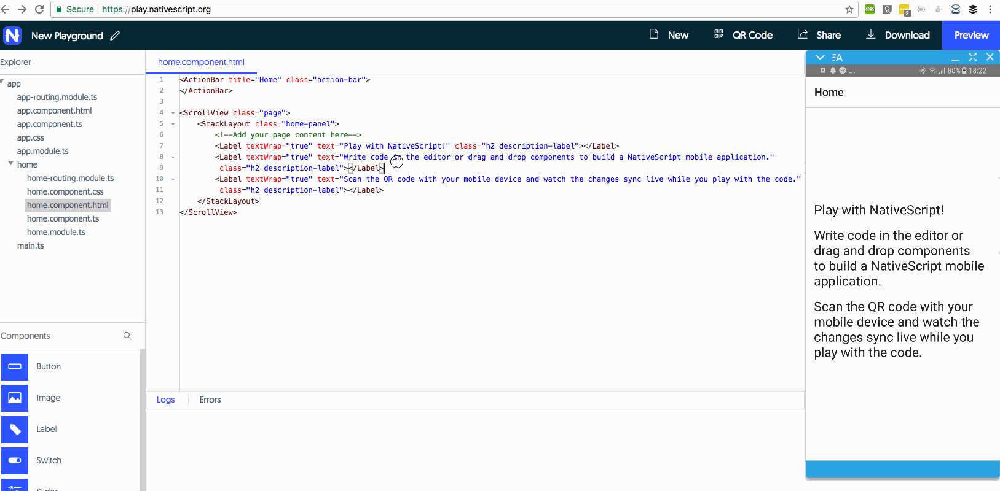 Secure https://play.nativescript.org
2
N New Playground
New QR Code Share Download Preview
Explorer
app
app-routing.module.ts
app.component.html
app.component.ts
app.css
app.module.ts
home
home-routing.module.ts
home.component.css
home.component.html
home.component.ts
home.module.ts
main.ts
Components
Button
Image
Label
Switch
home.component.html
1 <ActionBar title="Home" class="action-bar">
2 </ActionBar>
3
4 <ScrollView class="page">
5 <StackLayout class="home-panel">
6 <!--Add your page content here-->
7 <Label textWrap="true" text="Play with NativeScript!" class="h2 description-label"></Label>
8 <Label textWrap="true" text="Write code in the editor or drag and drop components to build a NativeScript mobile application."
9 class="h2 description-label"></Label>
10 <Label textWrap="true" text="Scan the QR code with your mobile device and watch the changes sync live while you play with the code."
11 class="h2 description-label"></Label>
12 </StackLayout>
13 </ScrollView>
Logs Errors
A
... 80% 18:22
Home
Play with NativeScript!
Write code in the editor or
drag and drop components
to build a NativeScript mobile
application.
Scan the QR code with your
mobile device and watch the
changes sync live while you
play with the code.